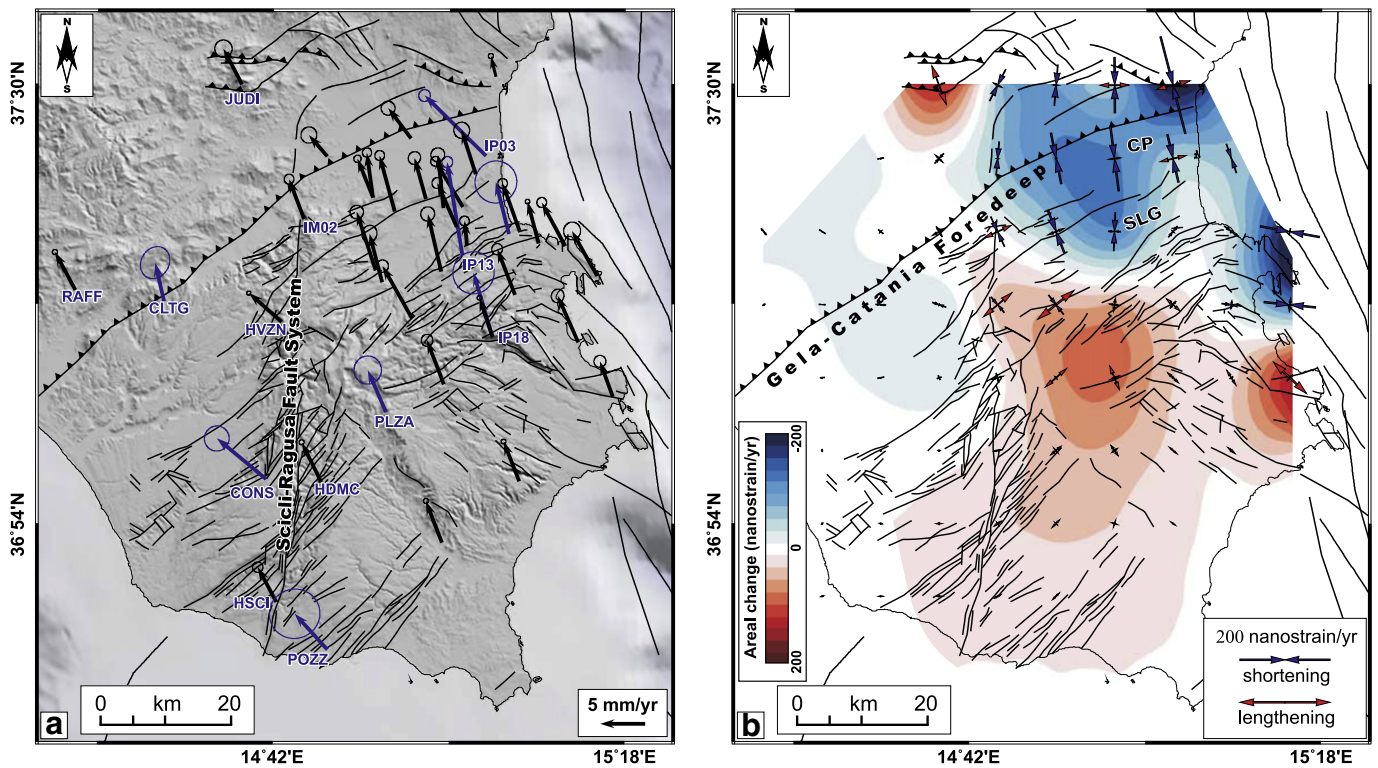 N
S
37°30'N
36°54'N
JUDI
IP03
IM02
IP13
RAFF
CLTG
HVZN
IP18
Scicli-Ragusa Fault System
PLZA
CONS
HDMC
HSCI
POZZ
0 km 20
5 mm/yr
a
14°42'E
15°18'E
N
S
37°30'N
36°54'N
CP
SLG
Gela-Catania Foredeep
Areal change (nanostrain/yr)
-200
0
200
200 nanostrain/yr
shortening
lengthening
0 km 20
b
14°42'E
15°18'E